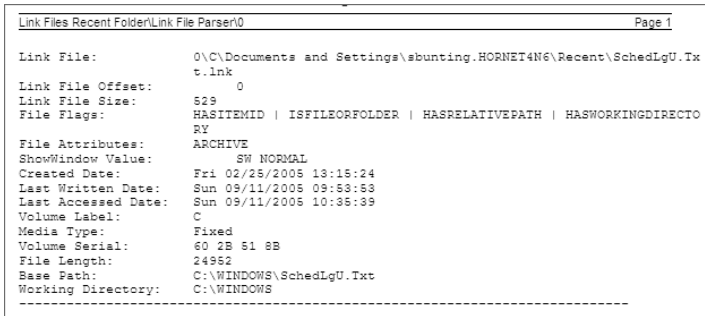 Link Files Recent Folder\Link File Parser\0 Page 1
Link File: 0\C\Documents and Settings\sbunting.HORNET4N6\Recent\SchedLgU.Tx
t.lnk
Link File Offset: 0
Link File Size: 529
File Flags: HASITEMID | ISFILEORFOLDER | HASRELATIVEPATH | HASWORKINGDIRECTO
RY
File Attributes: ARCHIVE
ShowWindow Value: SW NORMAL
Created Date: Fri 02/25/2005 13:15:24
Last Written Date: Sun 09/11/2005 09:53:53
Last Accessed Date: Sun 09/11/2005 10:35:39
Volume Label: C
Media Type: Fixed
Volume Serial: 60 2B 51 8B
File Length: 24952
Base Path: C:\WINDOWS\SchedLgU.Txt
Working Directory: C:\WINDOWS